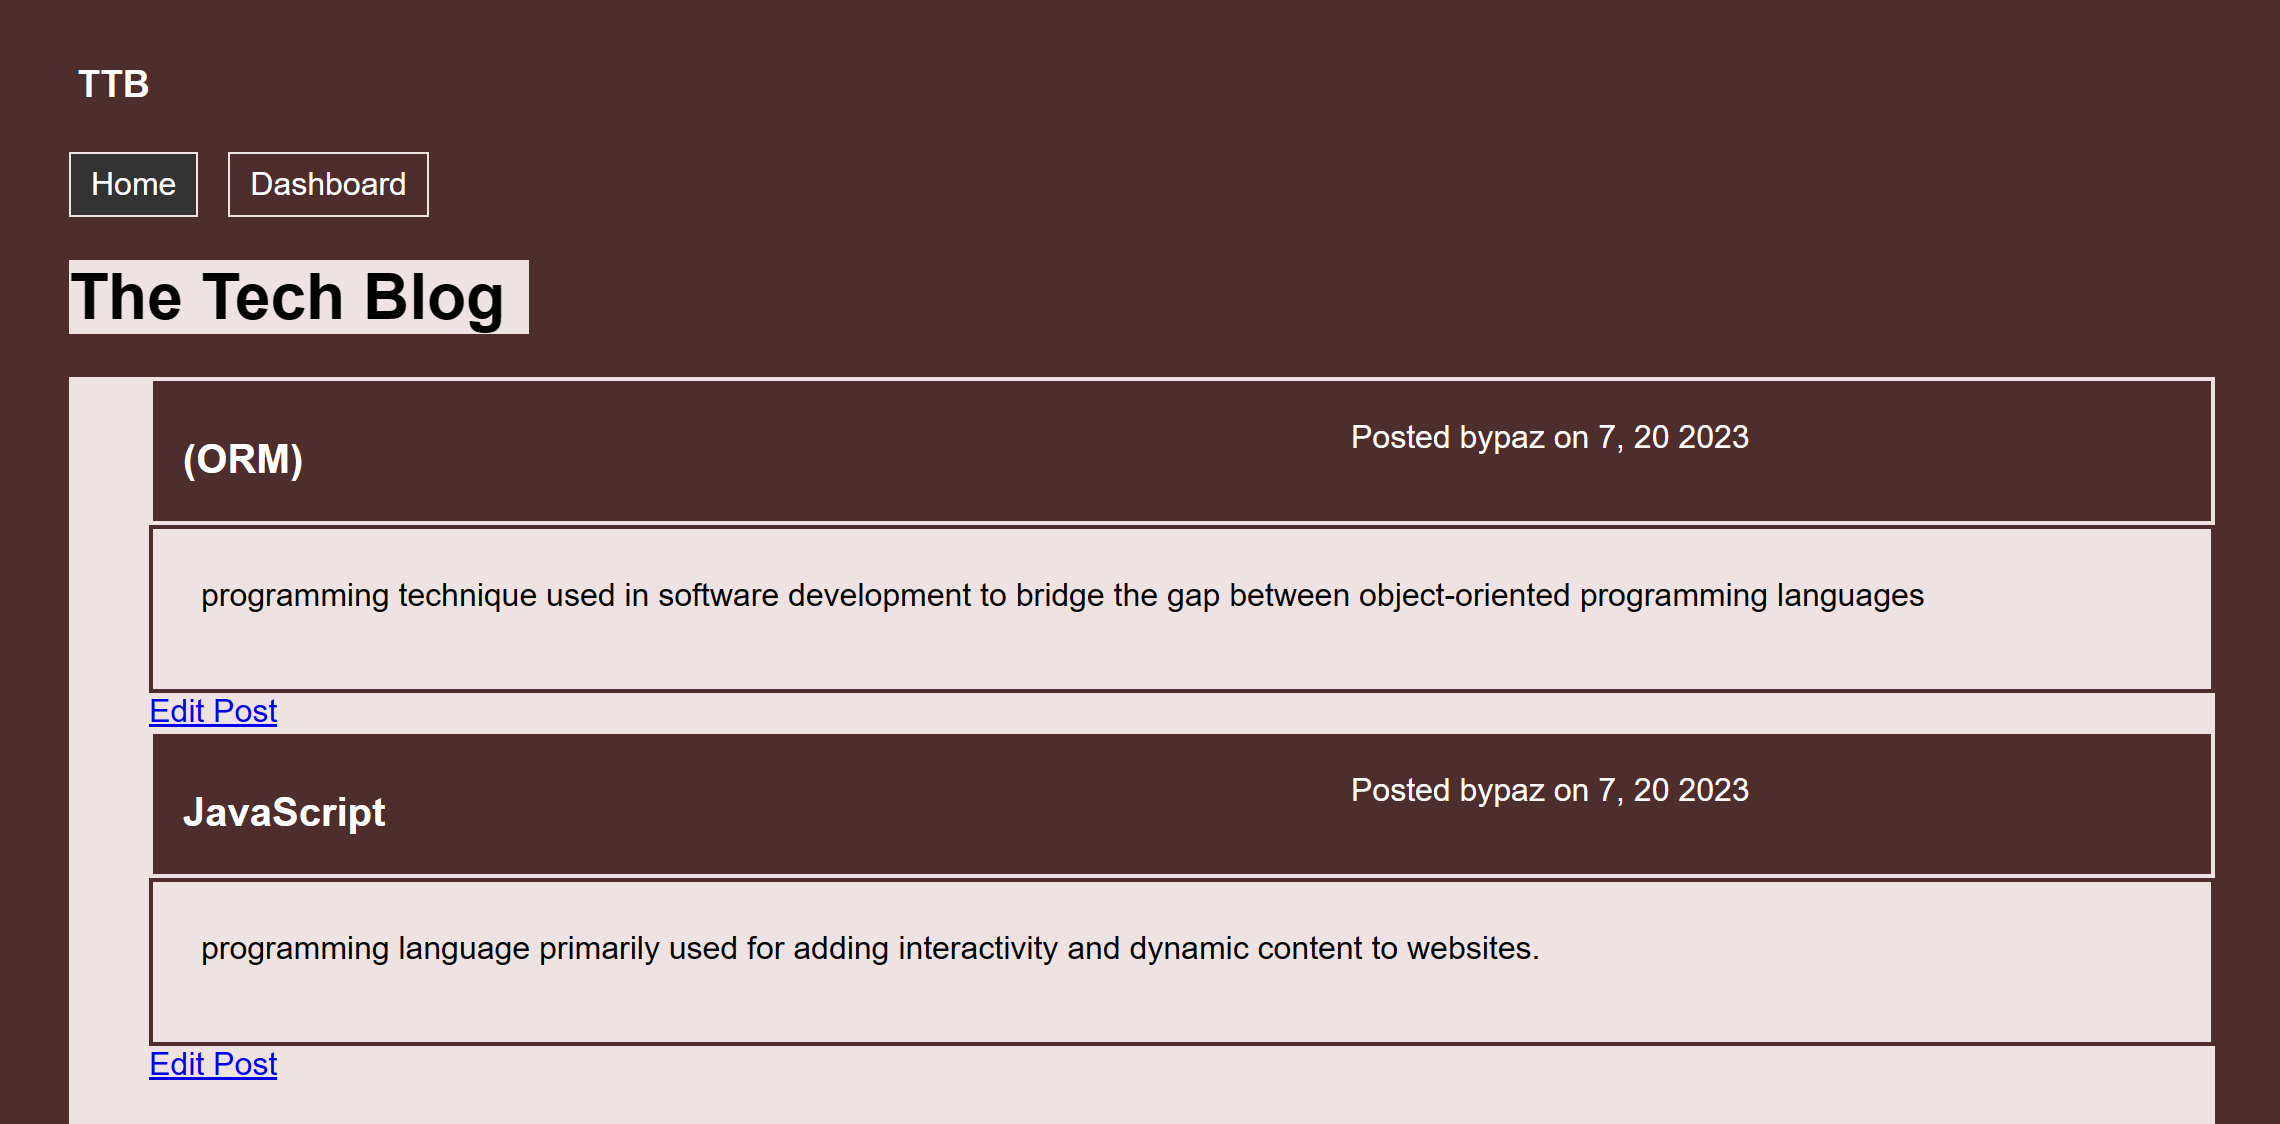 TTB
Home Dashboard
The Tech Blog
(ORM) Posted bypaz on 7, 20 2023
programming technique used in software development to bridge the gap between object-oriented programming languages
Edit Post
JavaScript Posted bypaz on 7, 20 2023
programming language primarily used for adding interactivity and dynamic content to websites.
Edit Post